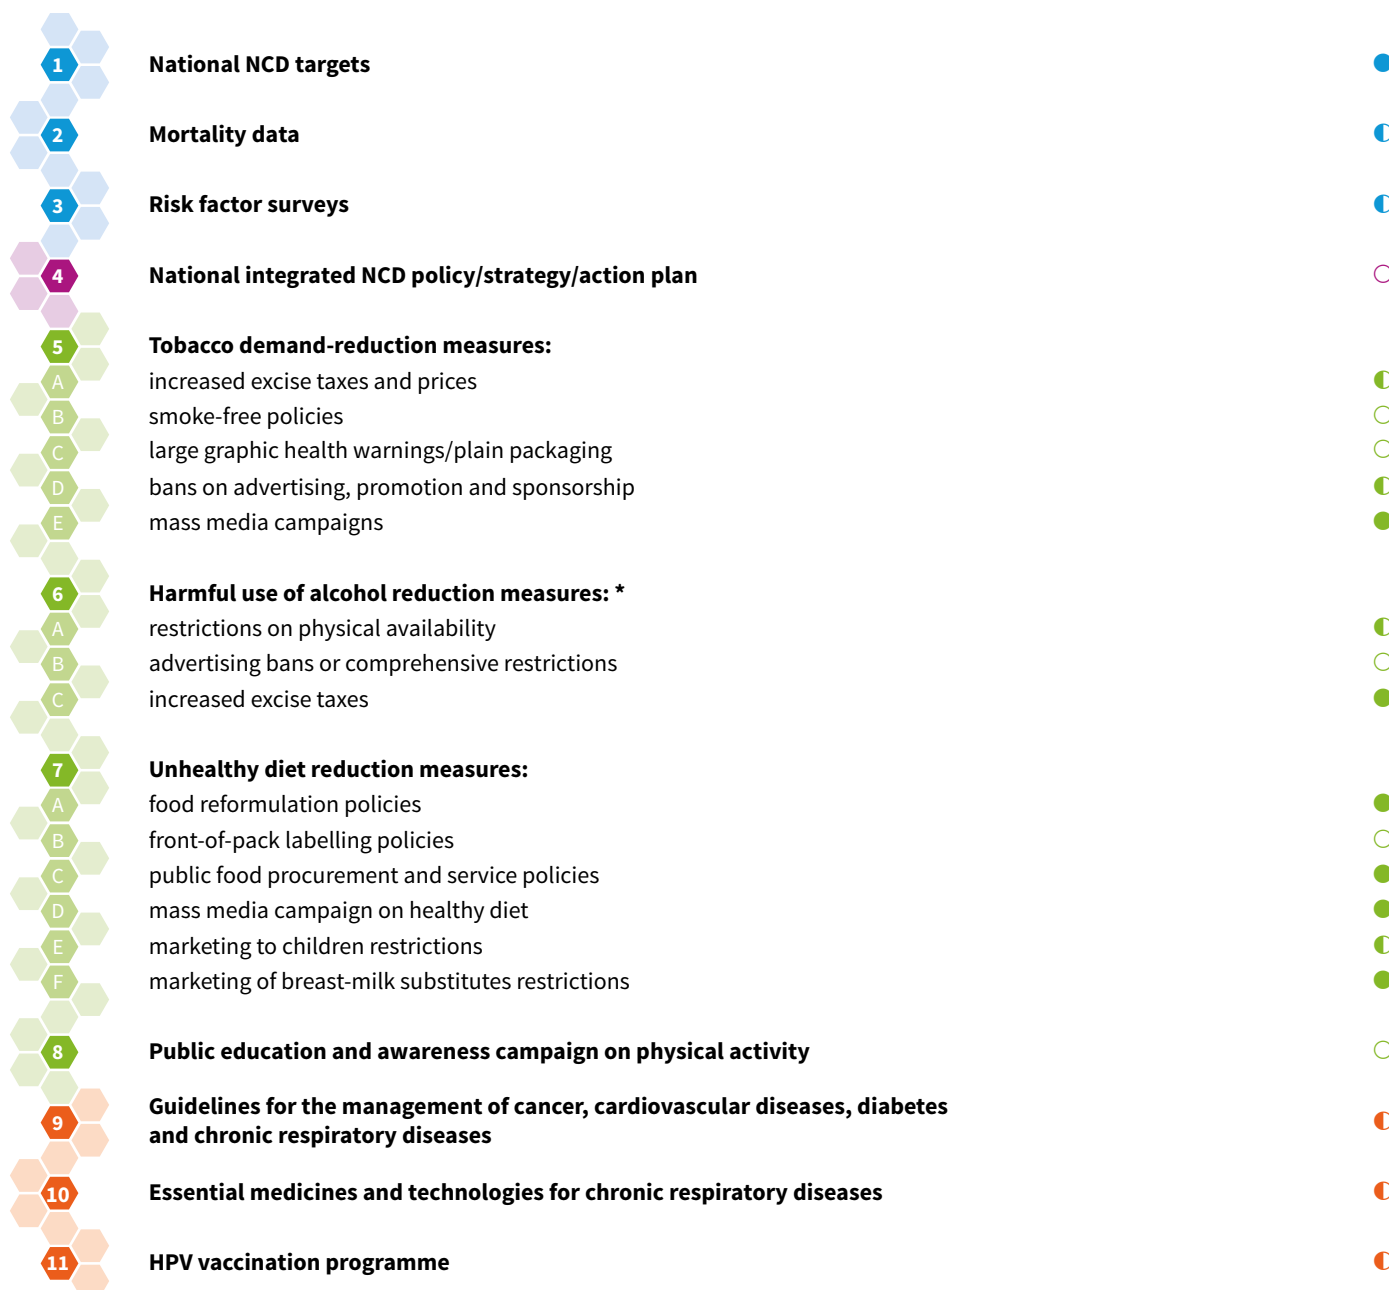 1 National NCD targets
2 Mortality data
3 Risk factor surveys
4 National integrated NCD policy/strategy/action plan
5 Tobacco demand-reduction measures:
A increased excise taxes and prices
B smoke-free policies
C large graphic health warnings/plain packaging
D bans on advertising, promotion and sponsorship
E mass media campaigns
6 Harmful use of alcohol reduction measures: *
A restrictions on physical availability
B advertising bans or comprehensive restrictions
C increased excise taxes
7 Unhealthy diet reduction measures:
A food reformulation policies
B front-of-pack labelling policies
C public food procurement and service policies
D mass media campaign on healthy diet
E marketing to children restrictions
F marketing of breast-milk substitutes restrictions
8 Public education and awareness campaign on physical activity
9 Guidelines for the management of cancer, cardiovascular diseases, diabetes
and chronic respiratory diseases
10 Essential medicines and technologies for chronic respiratory diseases
11 HPV vaccination programme